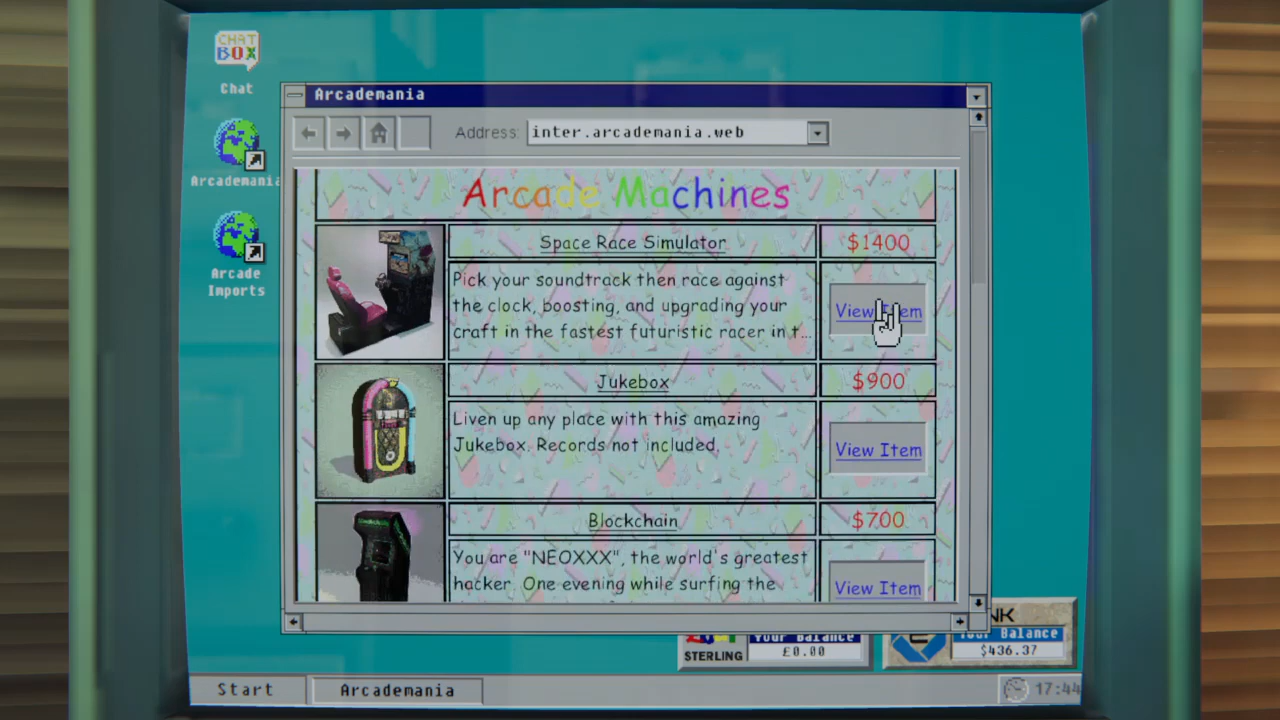 CHAT
BOX
Chat
Arcademania
Arcade
Imports
Arcademania
Address:
inter.arcademania.web
Arcade Machines
Space Race Simulator
$1400
Pick your soundtrack then race against
the clock, boosting, and upgrading your
craft in the fastest futuristic racer in t...
View Item
Jukebox
$900
Liven up any place with this amazing
Jukebox. Records not included.
View Item
Blockchain
$700
You are "NEOXXX", the world's greatest
hacker. One evening while surfing the
View Item
STERLING
Your Balance
£0.00
NK
Your Balance
$436.37
Start
Arcademania
17:44